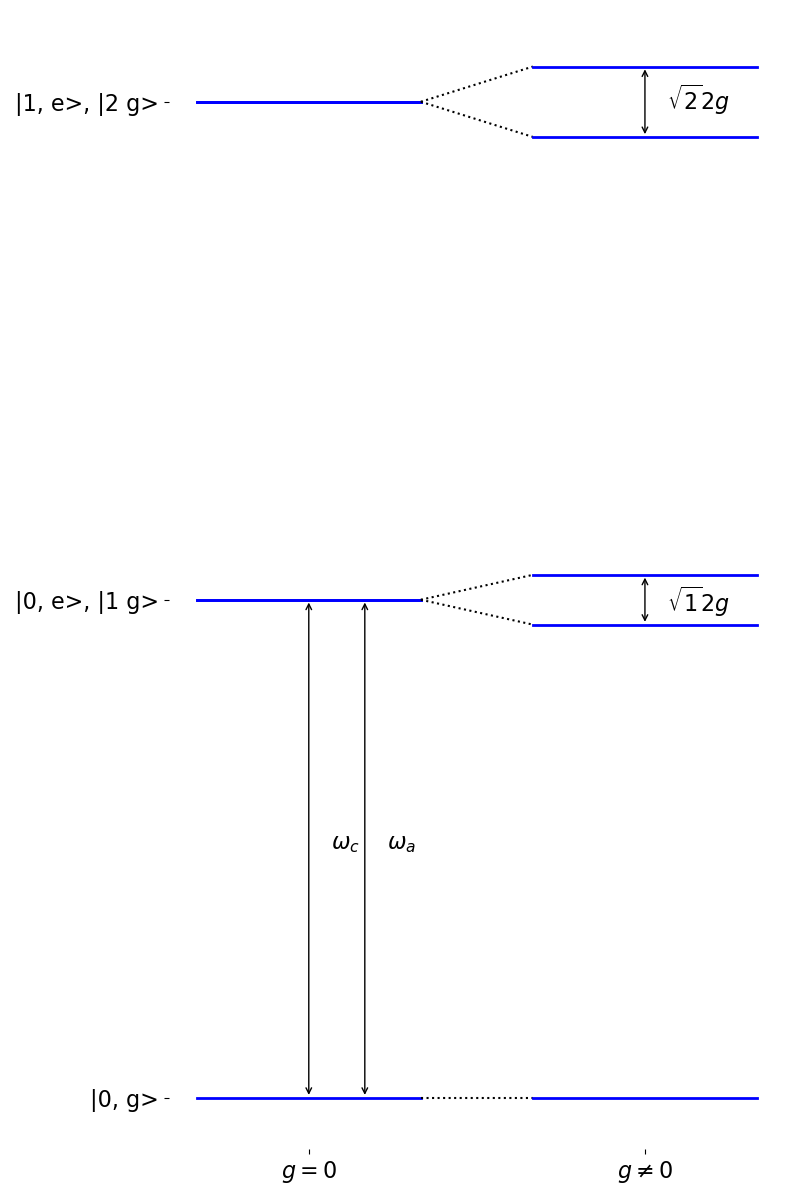 |1, e>, |2 g>
√2 2g
|0, e>, |1 g>
√1 2g
ω_c ω_a
|0, g>
g = 0 g ≠ 0